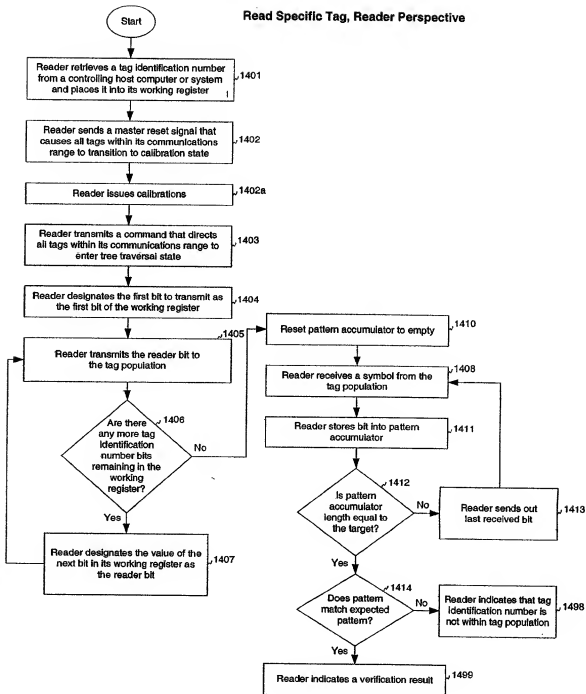 Read Specific Tag, Reader Perspective
Start
Reader retrieves a tag identification number
from a controlling host computer or system
and places it into its working register
1401
Reader sends a master reset signal that
causes all tags within its communications
range to transition to calibration state
1402
Reader issues calibrations
1402a
Reader transmits a command that directs
all tags within its communications range to
enter tree traversal state
1403
Reader designates the first bit to transmit as
the first bit of the working register
1404
Reader transmits the reader bit to
the tag population
1405
Are there
any more tag
identification
number bits
remaining in the
working
register?
1406
No
Yes
Reader designates the value of the
next bit in its working register as
the reader bit
1407
Reset pattern accumulator to empty
1410
Reader receives a symbol from the
tag population
1408
Reader stores bit into pattern
accumulator
1411
Is pattern
accumulator
length equal to
the target?
1412
No
Reader sends out
last received bit
1413
Yes
Does pattern
match expected
pattern?
1414
No
Reader indicates that tag
identification number is
not within tag population
1498
Yes
Reader indicates a verification result
1499